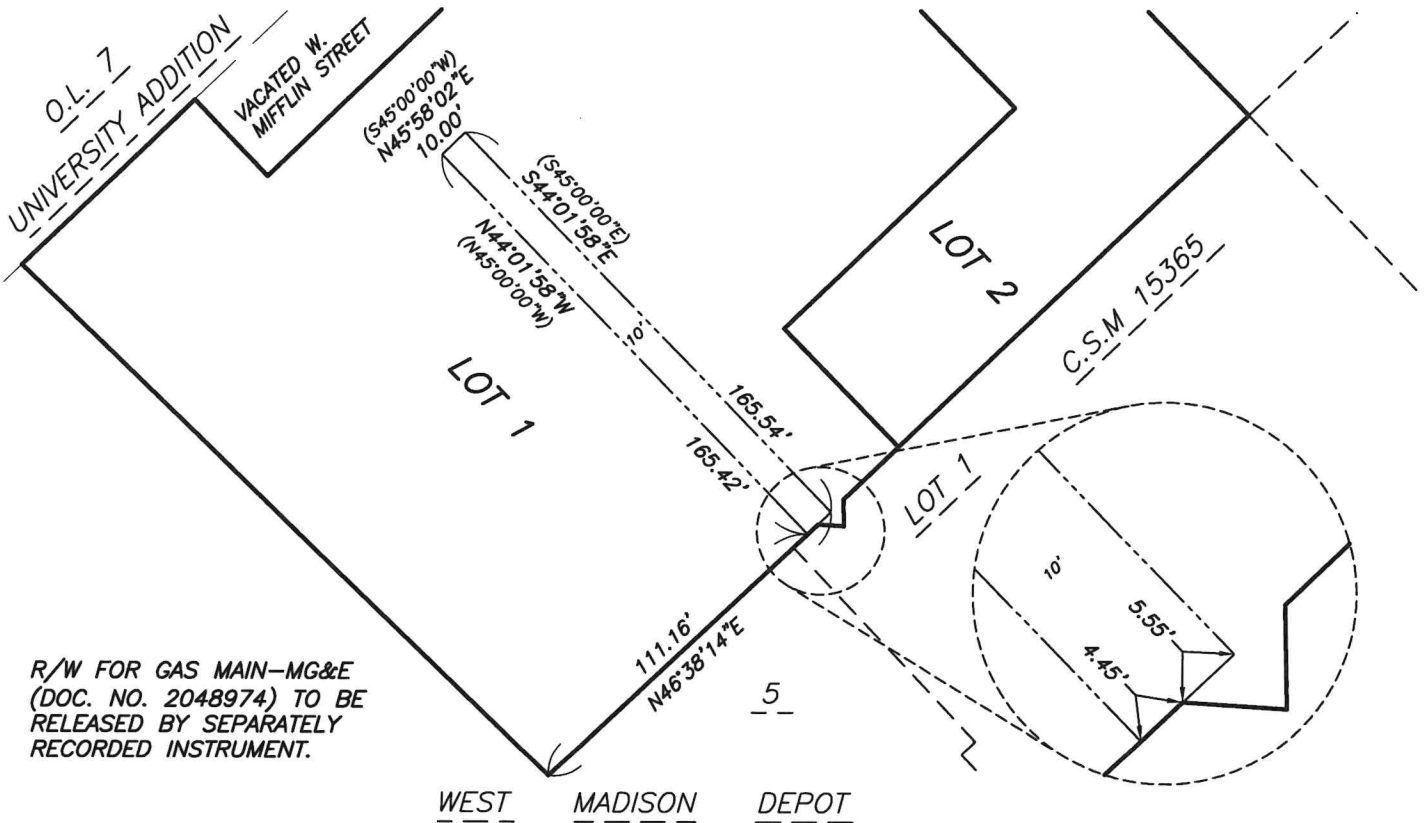 O.L. 7
UNIVERSITY ADDITION
VACATED W.
MIFFLIN STREET
(S45°00'00"W)
N45°58'02"E
10.00'
(S45°00'00"E)
S44°01'58"E
N44°01'58"W
(N45°00'00"W)
10'
LOT 1
165.54'
165.42'
LOT 2
C.S.M 15365
LOT 1
10'
5.55'
4.45'
111.16'
N46°38'14"E
5
R/W FOR GAS MAIN-MG&E
(DOC. NO. 2048974) TO BE
RELEASED BY SEPARATELY
RECORDED INSTRUMENT.
WEST MADISON DEPOT